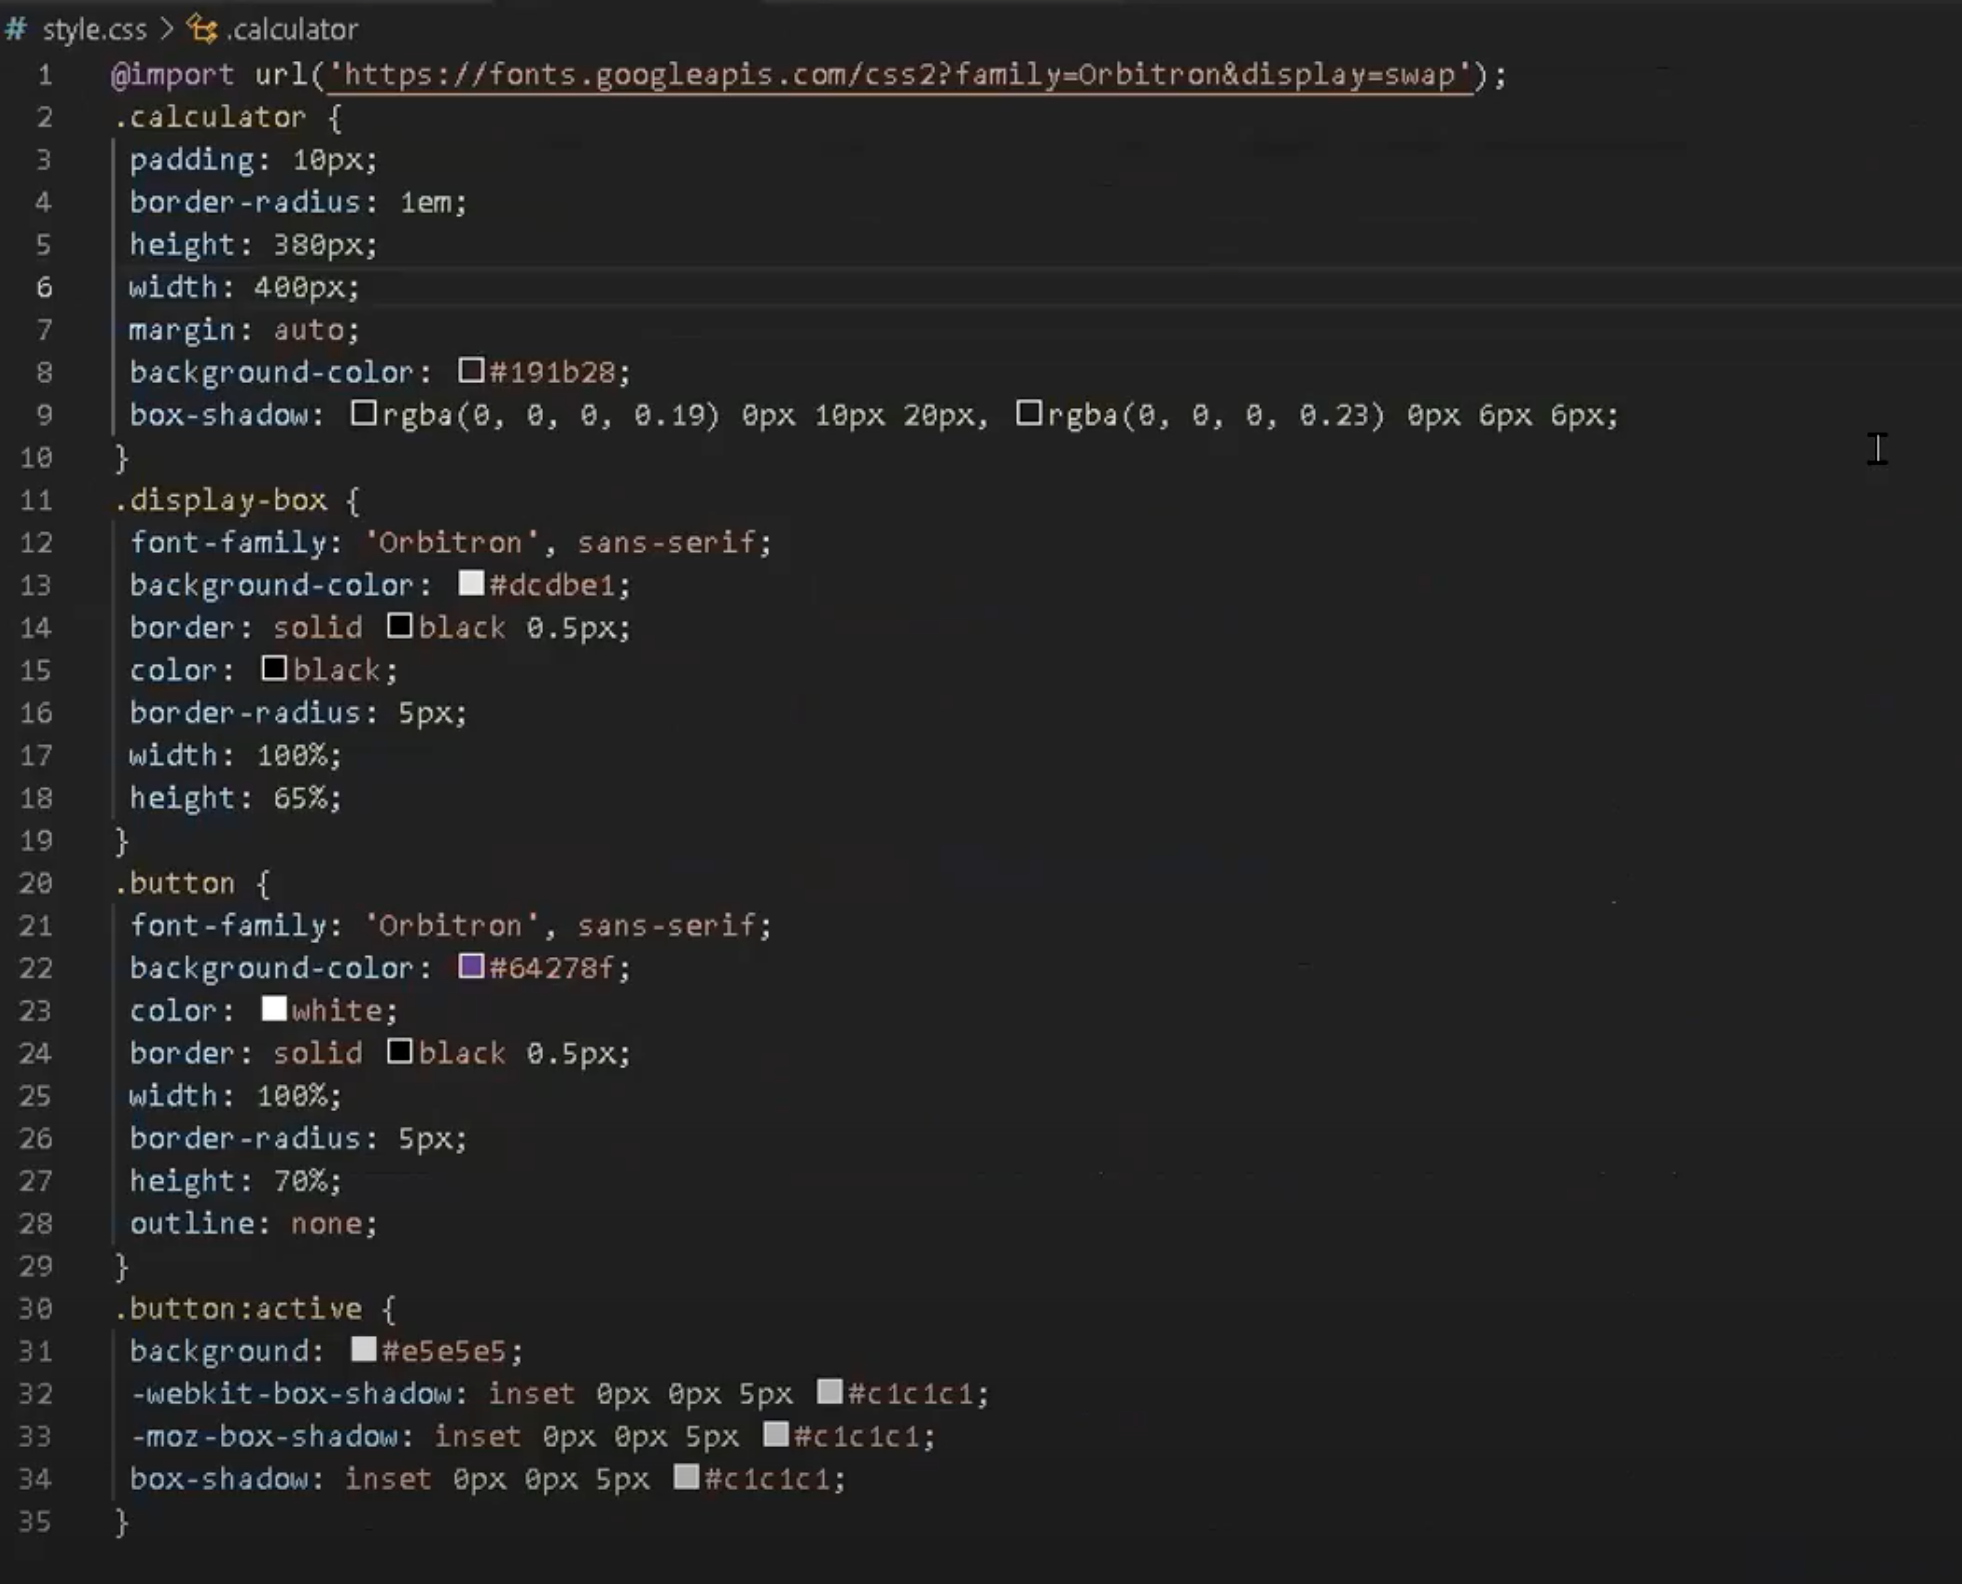 # style.css > .calculator
1 @import url('https://fonts.googleapis.com/css2?family=Orbitron&display=swap');
2 .calculator {
3 padding: 10px;
4 border-radius: 1em;
5 height: 380px;
6 width: 400px;
7 margin: auto;
8 background-color: #191b28;
9 box-shadow: rgba(0, 0, 0, 0.19) 0px 10px 20px, rgba(0, 0, 0, 0.23) 0px 6px 6px;
10 }
11 .display-box {
12 font-family: 'Orbitron', sans-serif;
13 background-color: #dcdbe1;
14 border: solid black 0.5px;
15 color: black;
16 border-radius: 5px;
17 width: 100%;
18 height: 65%;
19 }
20 .button {
21 font-family: 'Orbitron', sans-serif;
22 background-color: #64278f;
23 color: white;
24 border: solid black 0.5px;
25 width: 100%;
26 border-radius: 5px;
27 height: 70%;
28 outline: none;
29 }
30 .button:active {
31 background: #e5e5e5;
32 -webkit-box-shadow: inset 0px 0px 5px #c1c1c1;
33 -moz-box-shadow: inset 0px 0px 5px #c1c1c1;
34 box-shadow: inset 0px 0px 5px #c1c1c1;
35 }